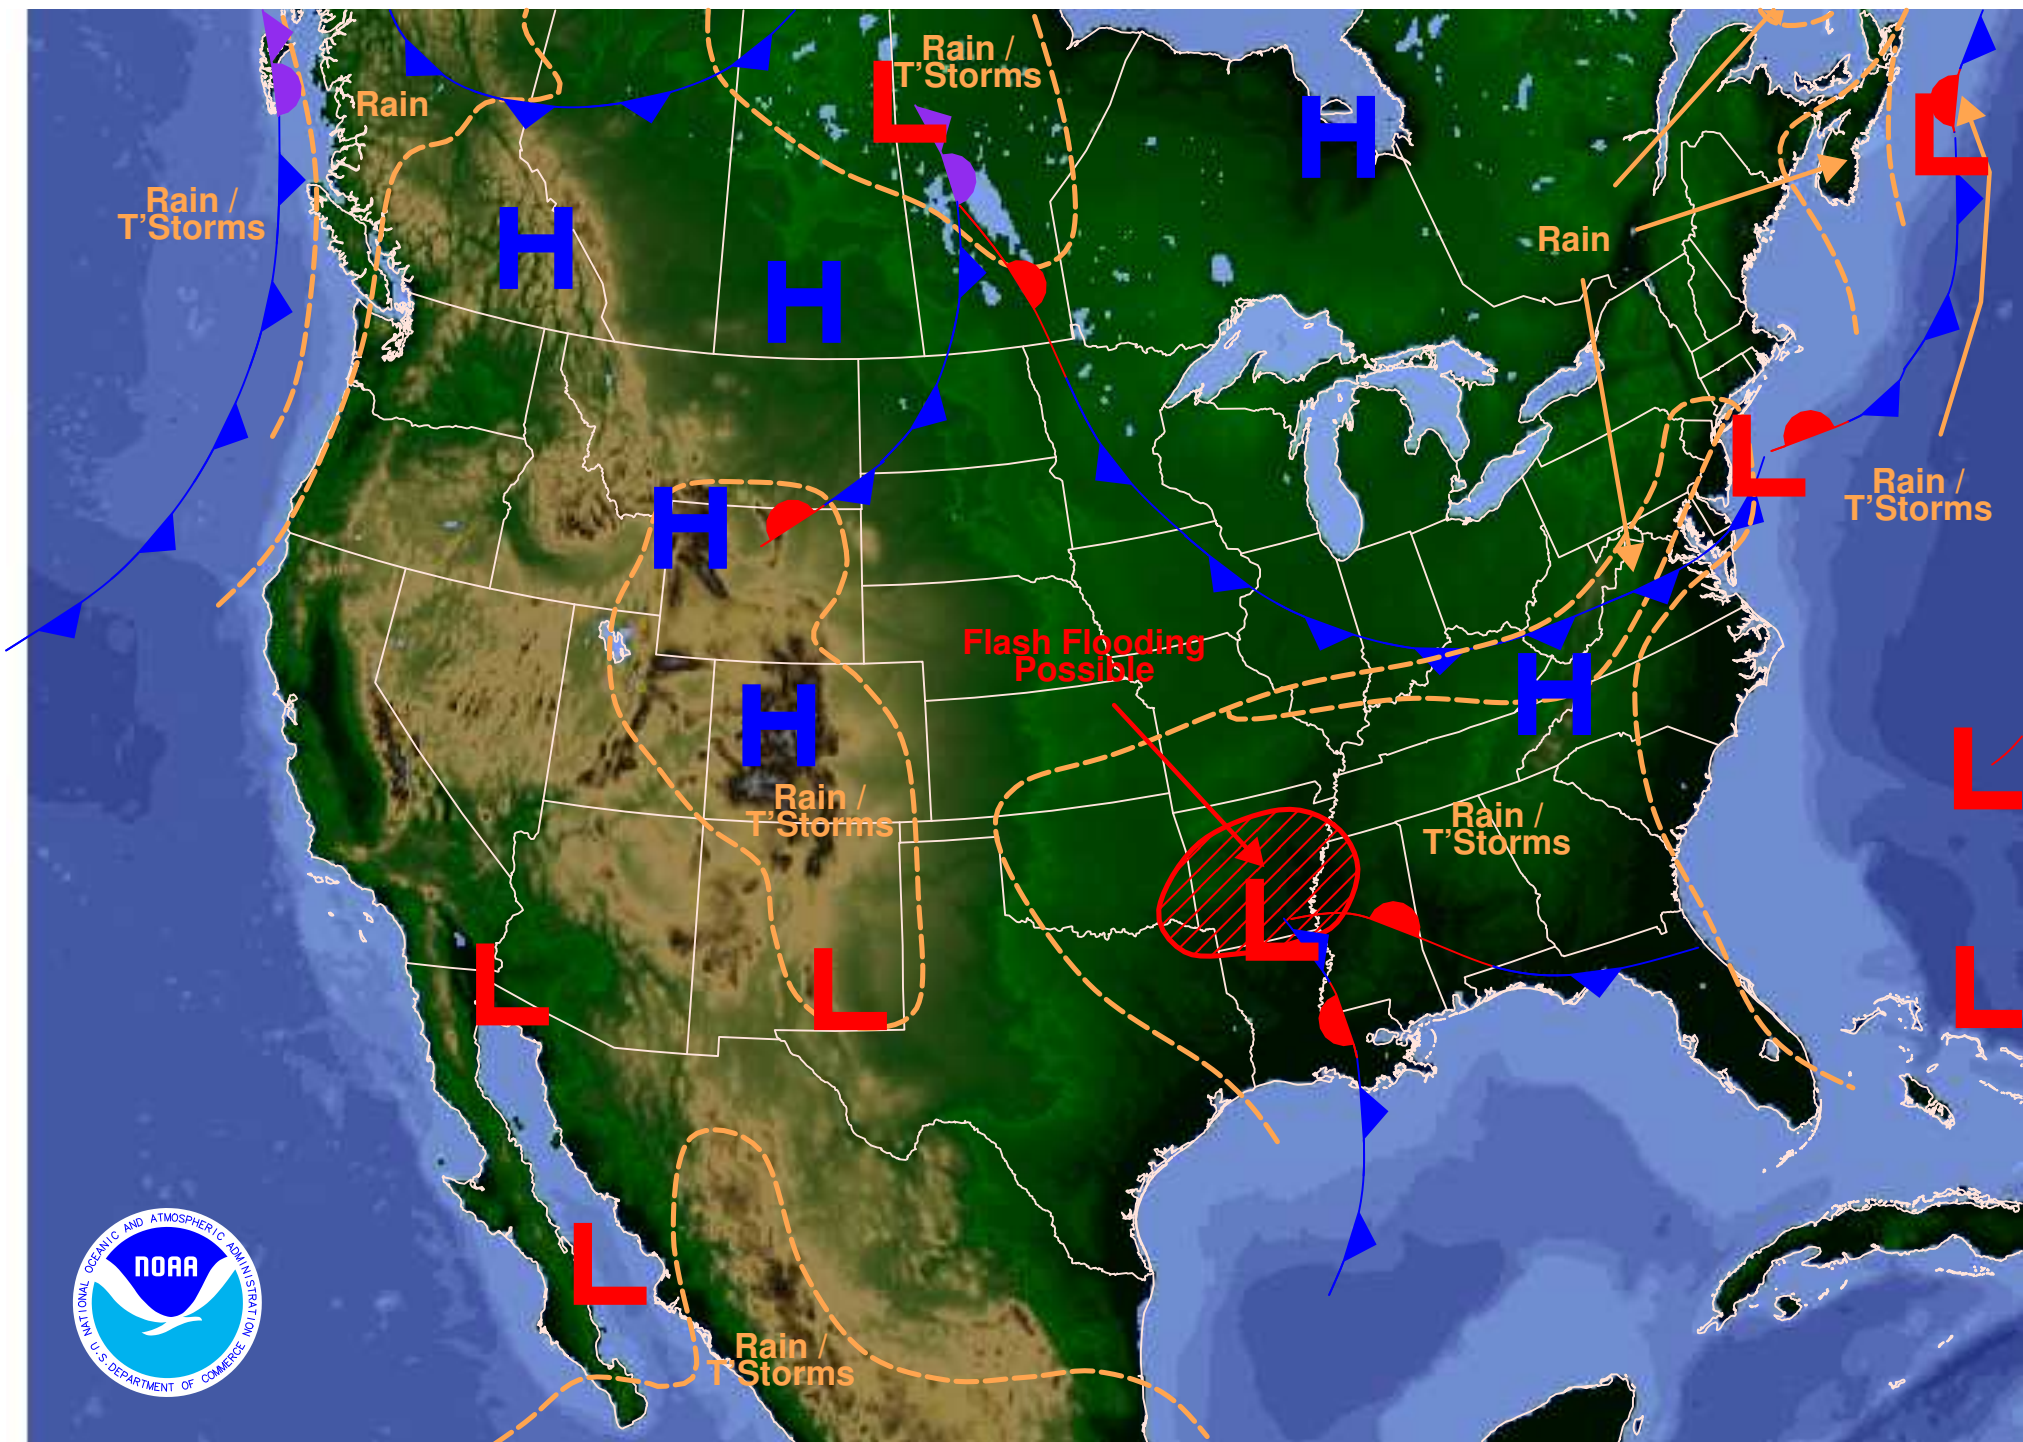 Rain /
T'Storms
Rain
Rain /
T'Storms
H
L
H
L
H
H
Rain
L
Rain /
T'Storms
H
Flash Flooding
Possible
H
H
L
Rain /
T'Storms
Rain /
T'Storms
L
L
L
L
L
NATIONAL OCEANIC AND ATMOSPHERIC ADMINISTRATION
NOAA
U.S. DEPARTMENT OF COMMERCE
Rain /
T'Storms